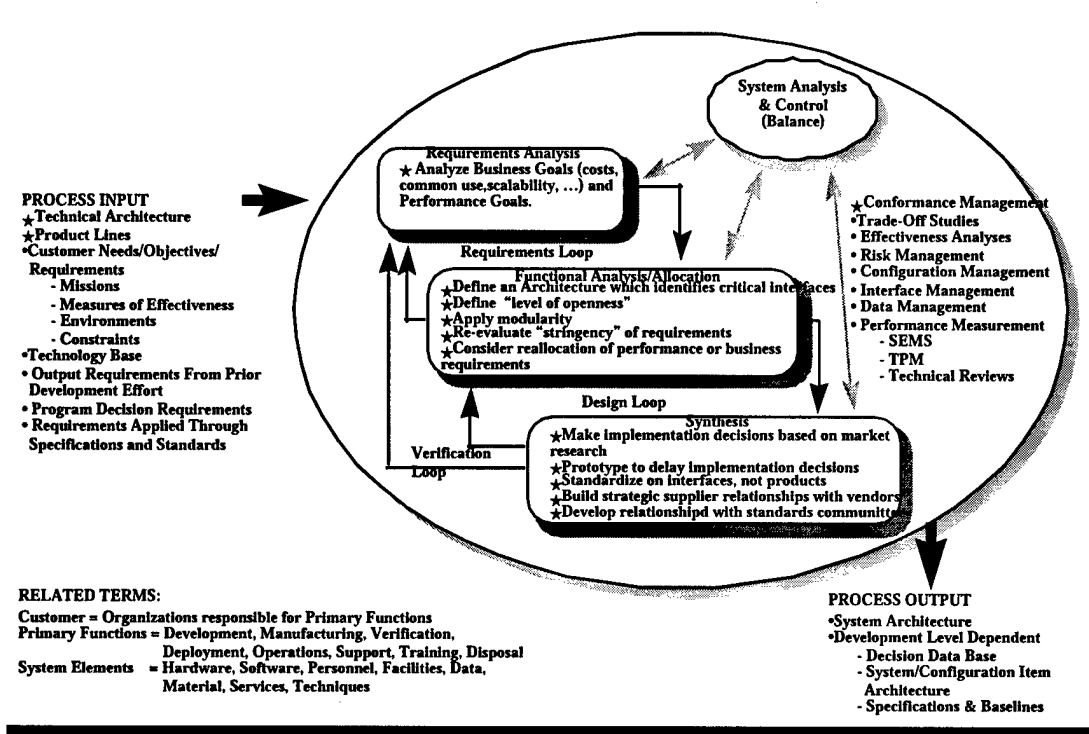 System Analysis
& Control
(Balance)
Requirements Analysis
★ Analyze Business Goals (costs,
common use,scalability, ...) and
Performance Goals.
PROCESS INPUT
★Technical Architecture
★Product Lines
•Customer Needs/Objectives/
Requirements
- Missions
- Measures of Effectiveness
- Environments
- Constraints
•Technology Base
• Output Requirements From Prior
Development Effort
• Program Decision Requirements
• Requirements Applied Through
Specifications and Standards
Requirements Loop
Functional Analysis/Allocation
★Define an Architecture which identifies critical interfaces
★Define "level of openness"
★Apply modularity
★Re-evaluate "stringency" of requirements
★Consider reallocation of performance or business
requirements
★Conformance Management
•Trade-Off Studies
• Effectiveness Analyses
• Risk Management
• Configuration Management
• Interface Management
• Data Management
• Performance Measurement
- SEMS
- TPM
- Technical Reviews
Design Loop
Verification
Loop
Synthesis
★Make implementation decisions based on market
research
★Prototype to delay implementation decisions
★Standardize on interfaces, not products
★Build strategic supplier relationships with vendors
★Develop relationshipd with standards committe
RELATED TERMS:
Customer = Organizations responsible for Primary Functions
Primary Functions = Development, Manufacturing, Verification,
Deployment, Operations, Support, Training, Disposal
System Elements = Hardware, Software, Personnel, Facilities, Data,
Material, Services, Techniques
PROCESS OUTPUT
•System Architecture
•Development Level Dependent
- Decision Data Base
- System/Configuration Item
Architecture
- Specifications & Baselines